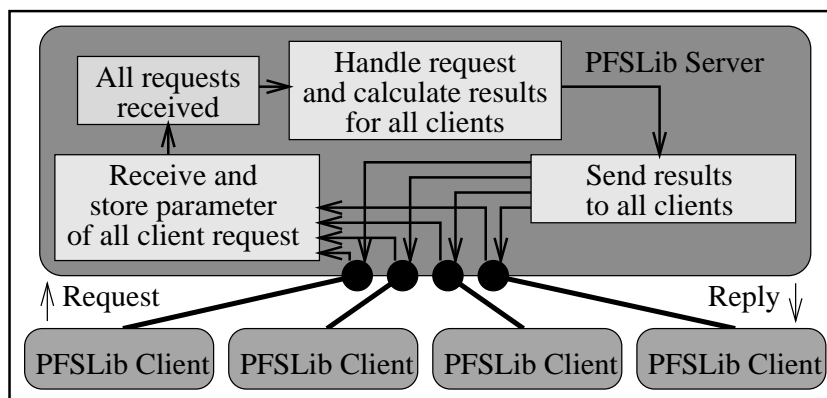 All requests
received
Handle request
and calculate results
for all clients
PFSLib Server
Receive and
store parameter
of all client request
Send results
to all clients
Request
Reply
PFSLib Client
PFSLib Client
PFSLib Client
PFSLib Client